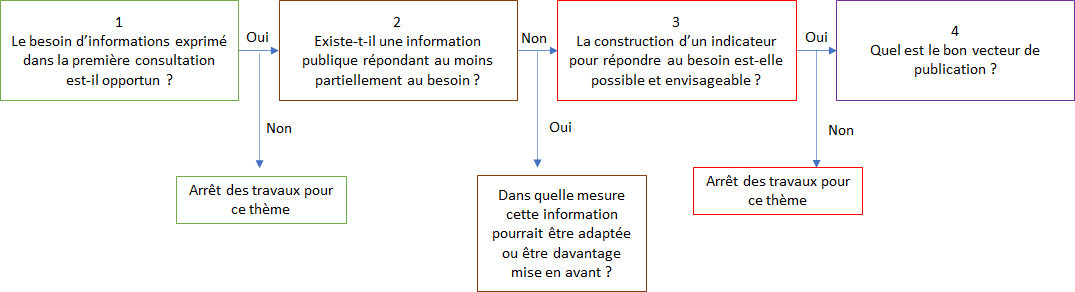 1
Le besoin d'informations exprimé
dans la première consultation
est-il opportun ?
Oui
2
Existe-t-il une information
publique répondant au moins
partiellement au besoin ?
Non
3
La construction d'un indicateur
pour répondre au besoin est-elle
possible et envisageable ?
Oui
4
Quel est le bon vecteur de
publication ?
Non
Oui
Non
Arrêt des travaux pour
ce thème
Dans quelle mesure
cette information
pourrait être adaptée
ou être davantage
mise en avant ?
Arrêt des travaux pour
ce thème